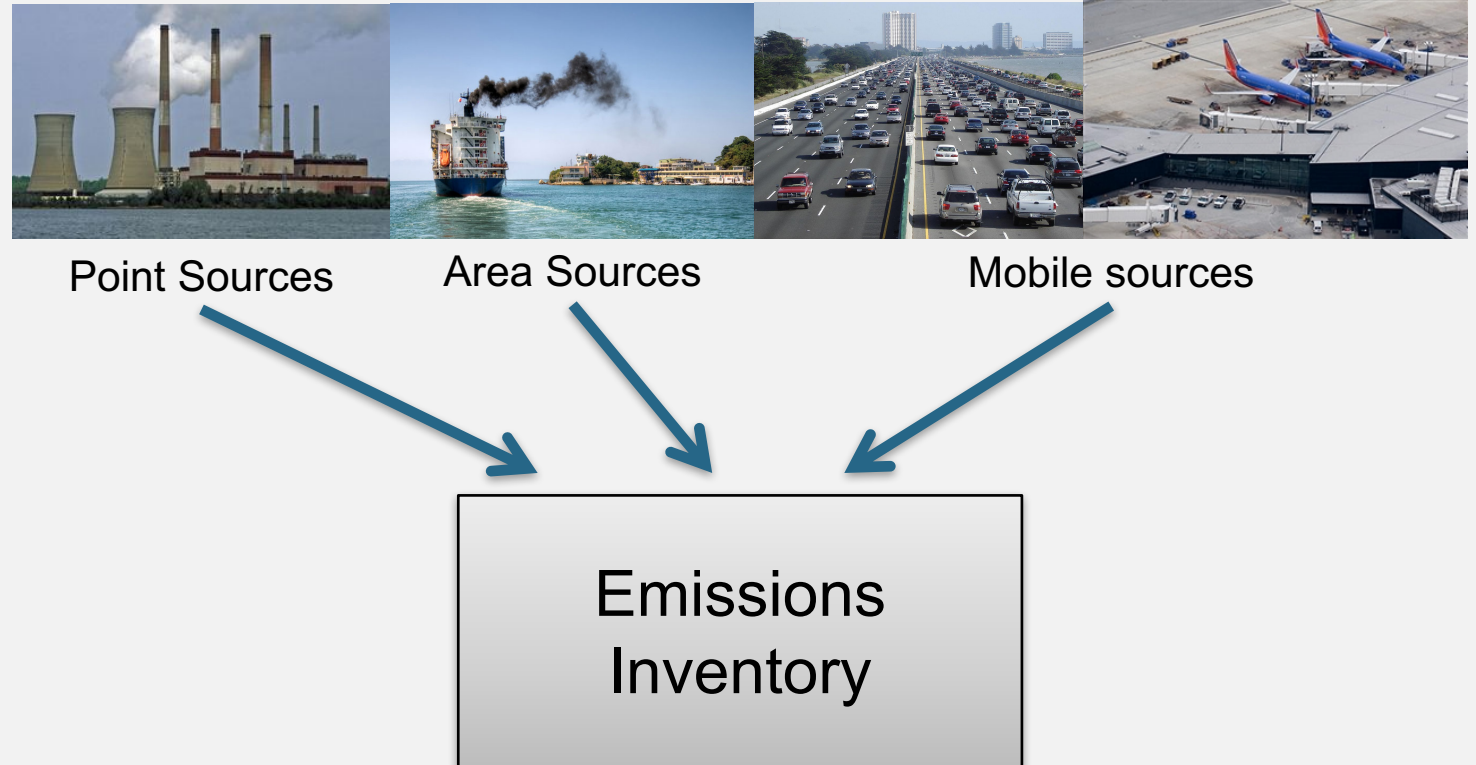 Point Sources
Area Sources
Mobile sources
Emissions
Inventory